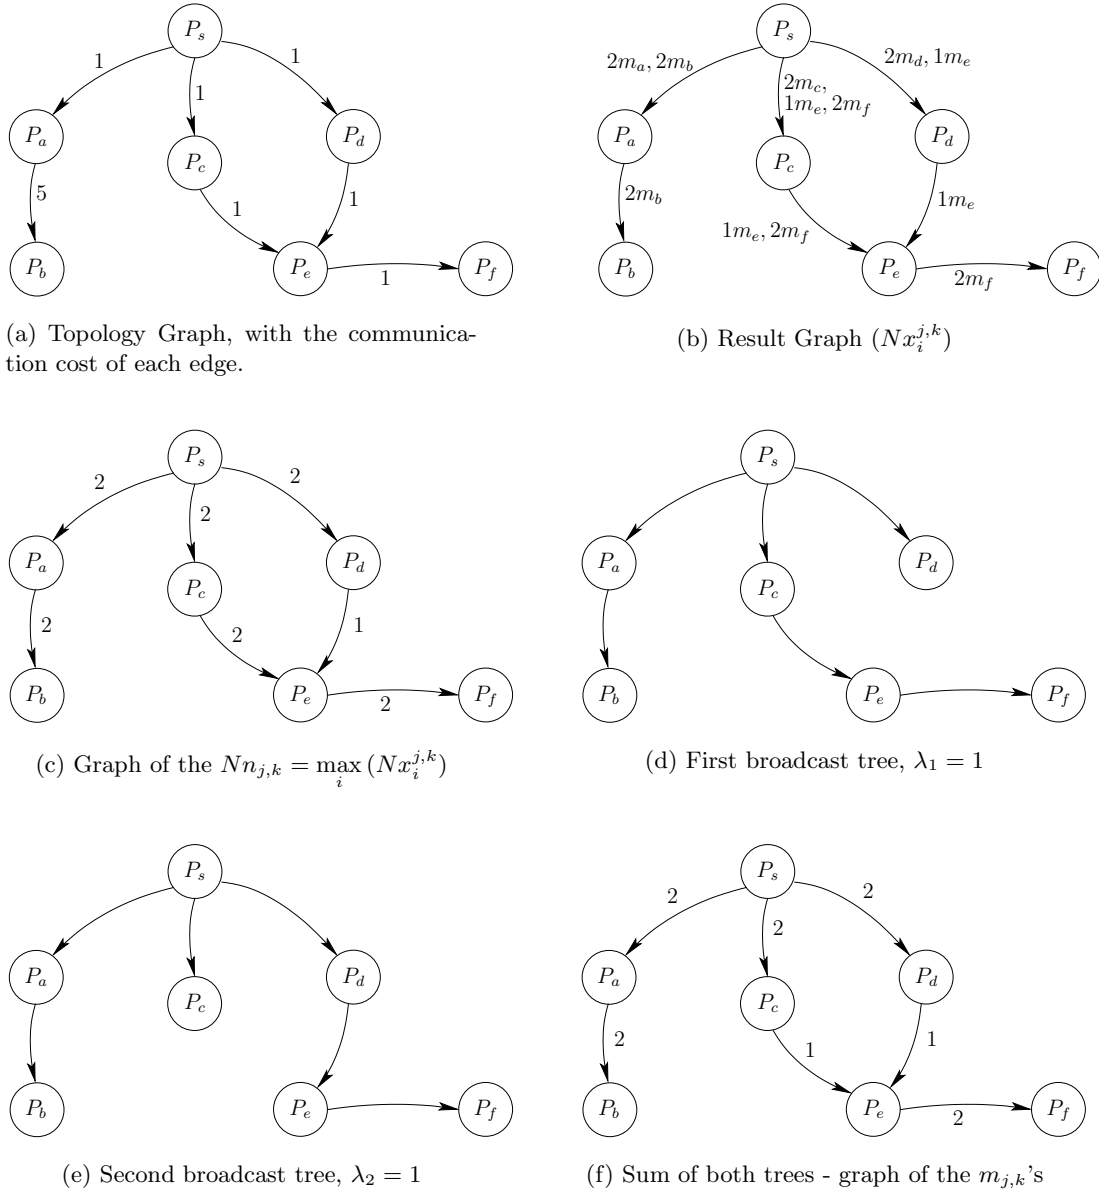 P_s
1
1
1
P_a
P_c
P_d
5
1
1
P_b
P_e
1
P_f
(a) Topology Graph, with the communica-
tion cost of each edge.
P_s
2m_a, 2m_b
2m_c,
1m_e, 2m_f
2m_d, 1m_e
P_a
P_c
P_d
2m_b
1m_e, 2m_f
1m_e
P_b
P_e
2m_f
P_f
(b) Result Graph (Nx_i^{j,k})
P_s
2
2
2
P_a
P_c
P_d
2
2
1
P_b
P_e
2
P_f
(c) Graph of the Nn_{j,k} = max_i (Nx_i^{j,k})
P_s
P_a
P_c
P_d
P_b
P_e
P_f
(d) First broadcast tree, λ_1 = 1
P_s
P_a
P_c
P_d
P_b
P_e
P_f
(e) Second broadcast tree, λ_2 = 1
P_s
2
2
2
P_a
P_c
P_d
2
1
1
P_b
P_e
2
P_f
(f) Sum of both trees - graph of the m_{j,k}'s